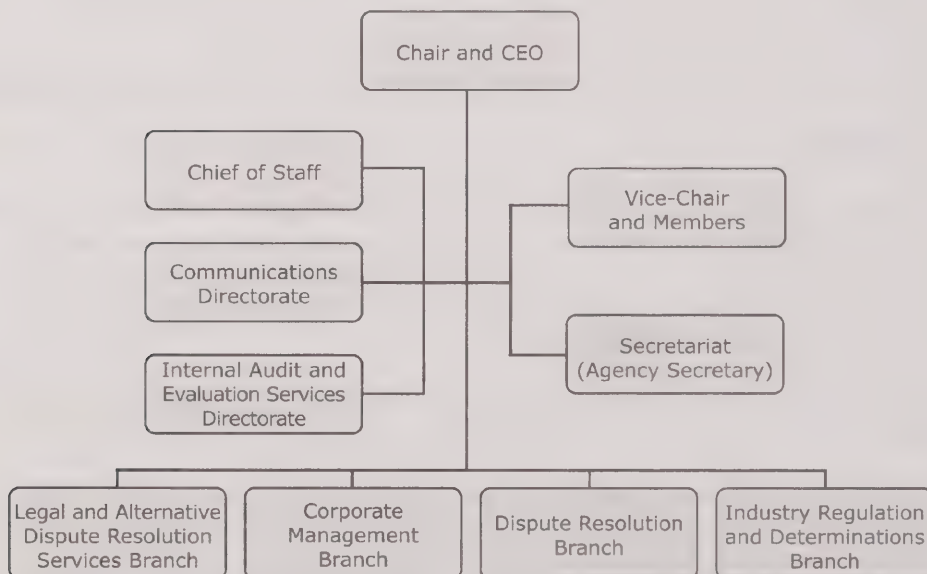 Chair and CEO
Chief of Staff
Vice-Chair
and Members
Communications
Directorate
Secretariat
(Agency Secretary)
Internal Audit and
Evaluation Services
Directorate
Legal and Alternative
Dispute Resolution
Services Branch
Corporate
Management
Branch
Dispute Resolution
Branch
Industry Regulation
and Determinations
Branch